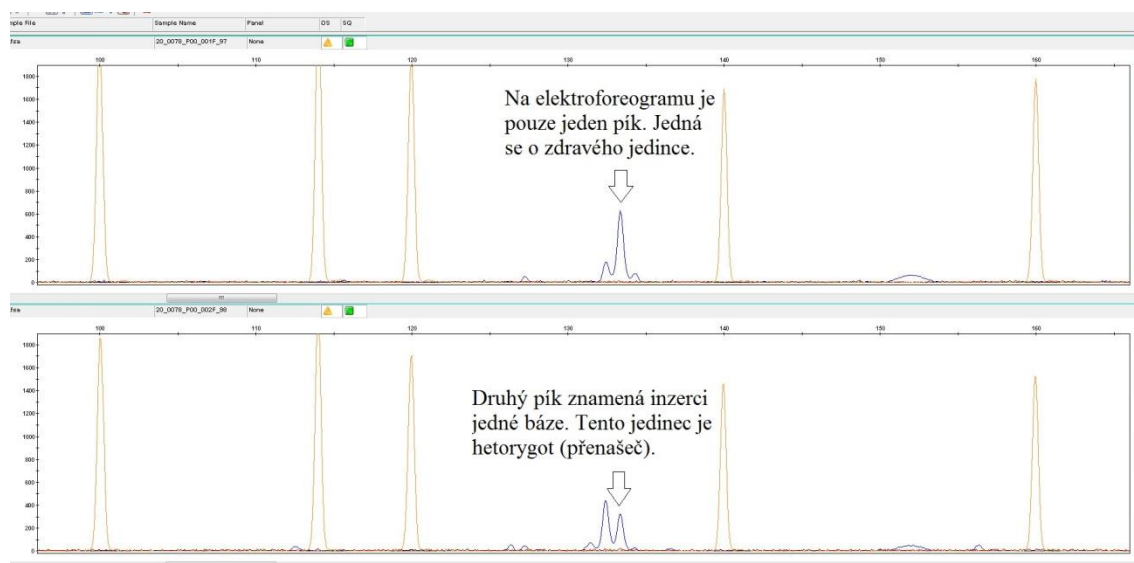 Sample File Sample Name Panel OS SQ
.fsa 20_0078_P00_001F_97 None
100 110 120 130 140 150 160
1800
1600
1400
1200
1000
800
600
400
200
0
Na elektroforeogramu je
pouze jeden pík. Jedná
se o zdravého jedince.
.fsa 20_0078_P00_002F_98 None
100 110 120 130 140 150 160
1800
1600
1400
1200
1000
800
600
400
200
0
Druhý pík znamená inzerci
jedné báze. Tento jedinec je
hetorygot (přenašeč).